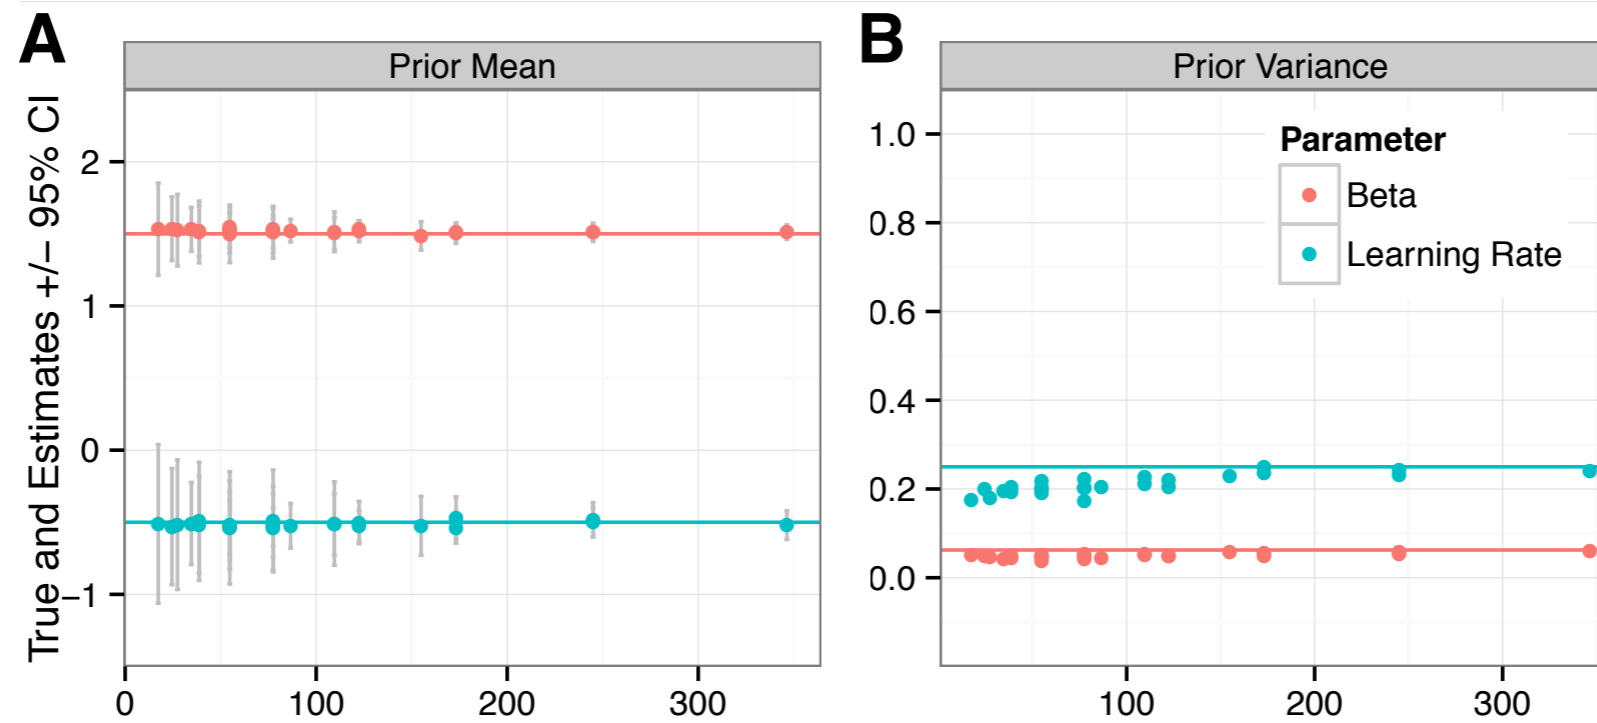 A
B
Prior Mean
Prior Variance
True and Estimates +/− 95% CI
2
1
0
−1
0
100
200
300
1.0
0.8
0.6
0.4
0.2
0.0
100
200
300
Parameter
Beta
Learning Rate